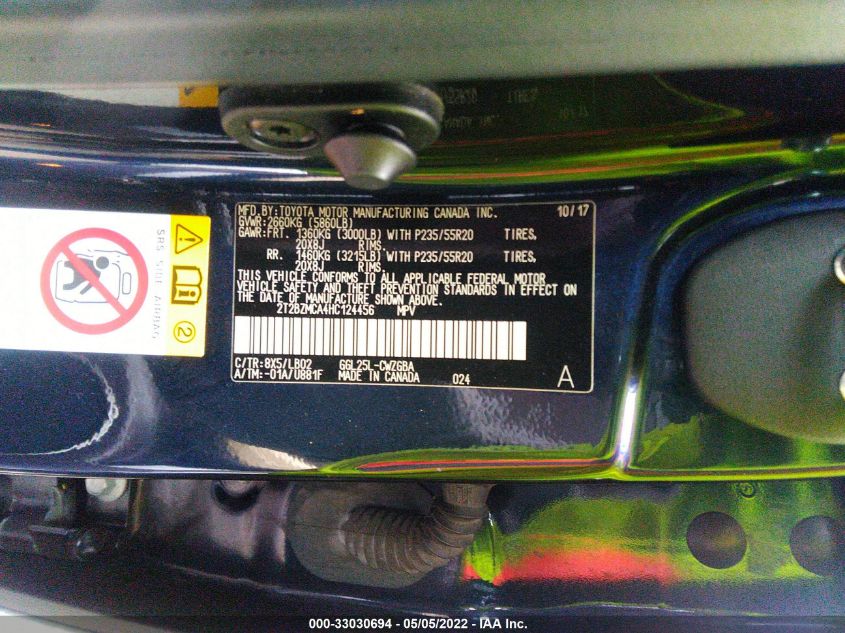 MFD.BY:TOYOTA MOTOR MANUFACTURING CANADA INC. 10/17
GVWR:2660KG (5860LB)
GAWR:FRT. 1360KG (3000LB) WITH P235/55R20 TIRES,
20X8J RIMS.
RR. 1460KG (3215LB) WITH P235/55R20 TIRES,
20X8J RIMS.
THIS VEHICLE CONFORMS TO ALL APPLICABLE FEDERAL MOTOR
VEHICLE SAFETY AND THEFT PREVENTION STANDARDS IN EFFECT ON
THE DATE OF MANUFACTURE SHOWN ABOVE.
2T2BZMCA4HC124456 MPV
C/TR:8X5/LB02 GGL25L-CWZGBA
A/TM:-01A/U881F MADE IN CANADA 024 A
SRS SIDE AIRBAG
2
000-33030694 - 05/05/2022 - IAA Inc.